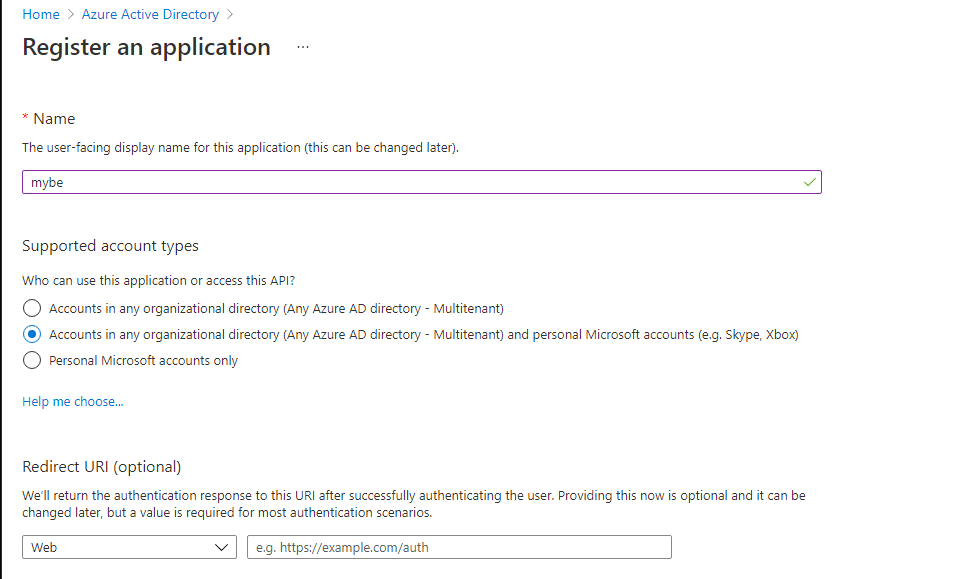 Home > Azure Active Directory >
Register an application ...
* Name
The user-facing display name for this application (this can be changed later).
mybe
Supported account types
Who can use this application or access this API?
Accounts in any organizational directory (Any Azure AD directory - Multitenant)
Accounts in any organizational directory (Any Azure AD directory - Multitenant) and personal Microsoft accounts (e.g. Skype, Xbox)
Personal Microsoft accounts only
Help me choose...
Redirect URI (optional)
We'll return the authentication response to this URI after successfully authenticating the user. Providing this now is optional and it can be
changed later, but a value is required for most authentication scenarios.
Web e.g. https://example.com/auth